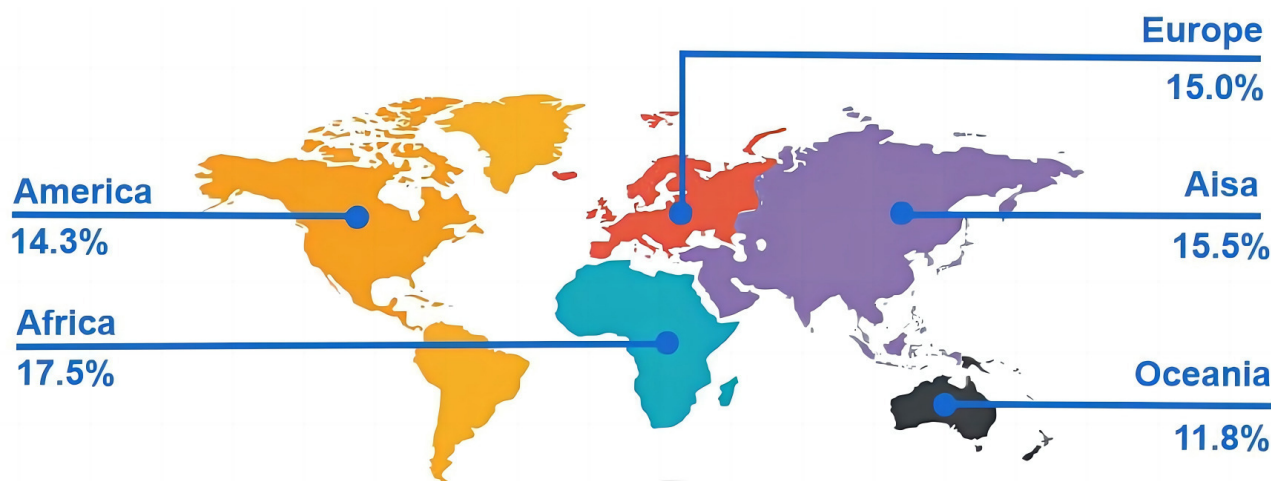 Europe
15.0%
America
14.3%
Aisa
15.5%
Africa
17.5%
Oceania
11.8%